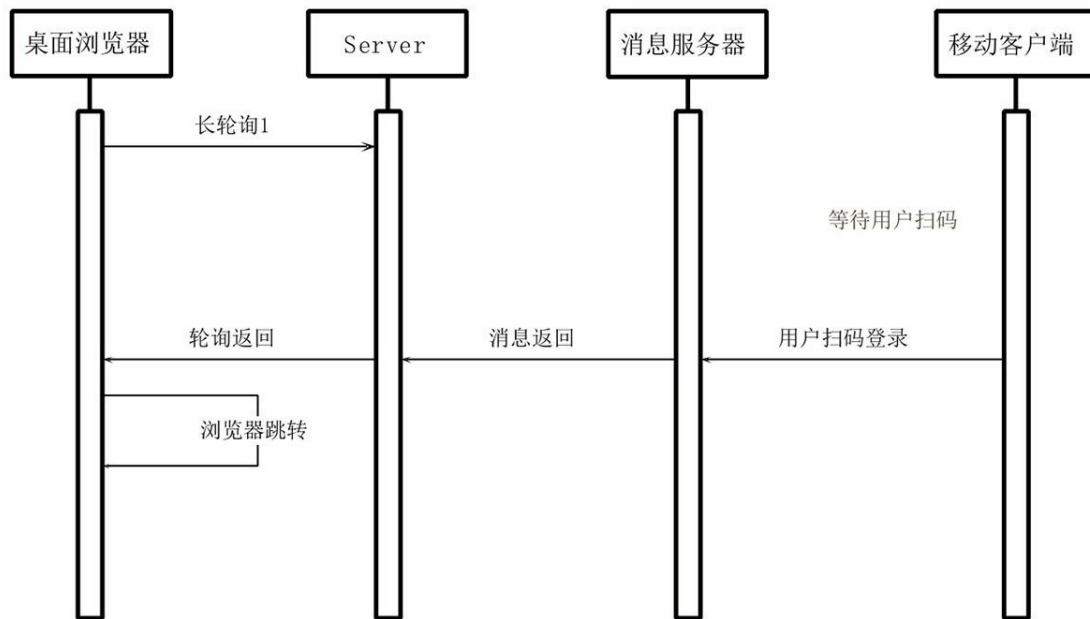 桌面浏览器
Server
消息服务器
移动客户端
长轮询1
等待用户扫码
轮询返回
消息返回
用户扫码登录
浏览器跳转